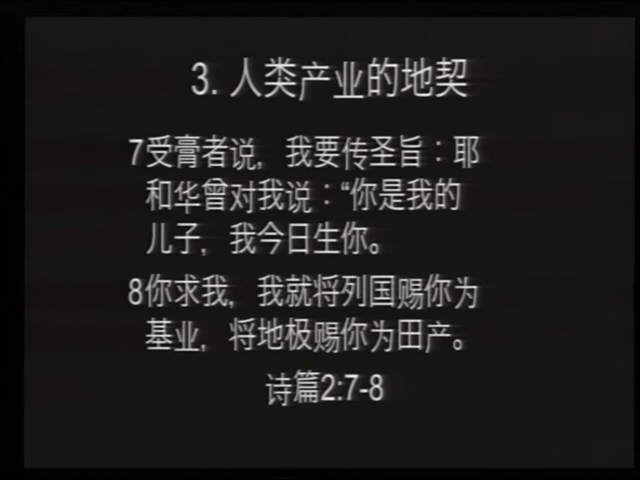 3. 人类产业的地契
7受膏者说，我要传圣旨：耶
和华曾对我说：“你是我的
儿子，我今日生你。
8你求我，我就将列国赐你为
基业，将地极赐你为田产。
诗篇2:7-8